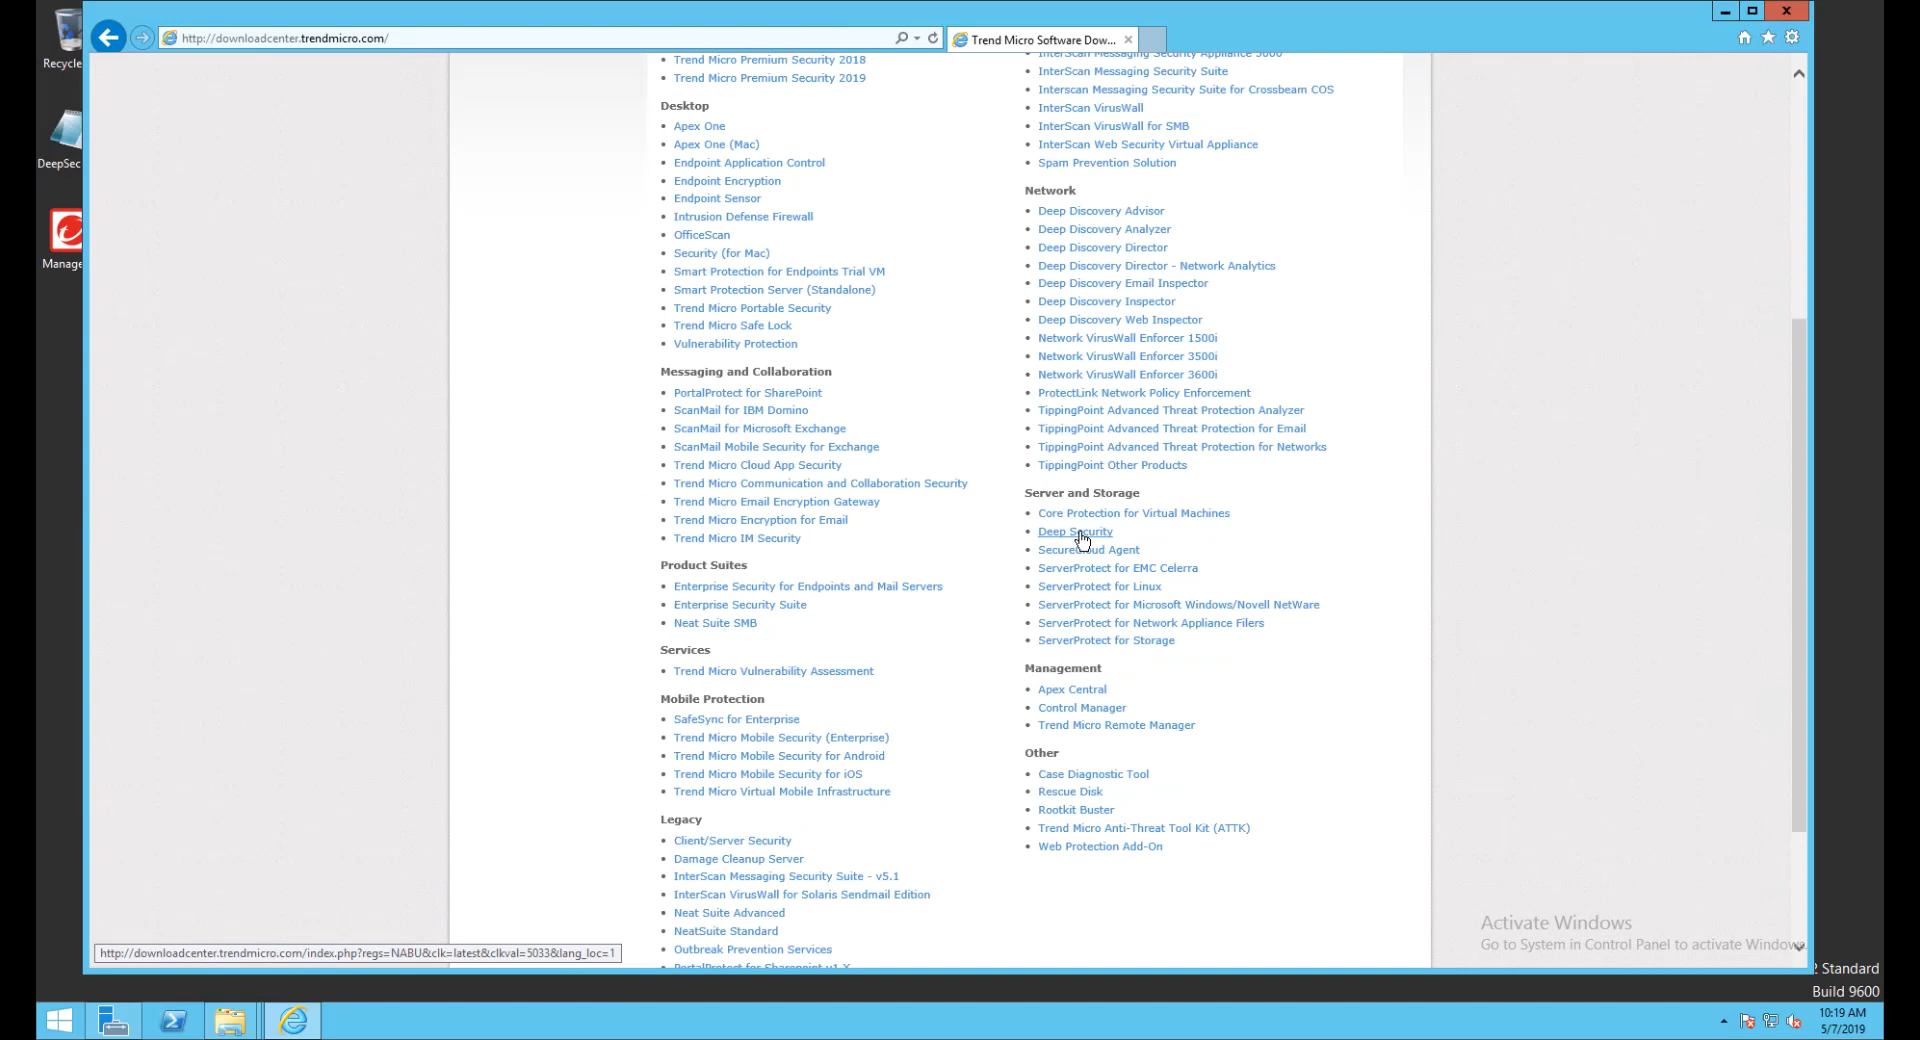 Recycle
DeepSec
Manage
http://downloadcenter.trendmicro.com/
Trend Micro Software Dow...
Trend Micro Premium Security 2018
Trend Micro Premium Security 2019
Desktop
Apex One
Apex One (Mac)
Endpoint Application Control
Endpoint Encryption
Endpoint Sensor
Intrusion Defense Firewall
OfficeScan
Security (for Mac)
Smart Protection for Endpoints Trial VM
Smart Protection Server (Standalone)
Trend Micro Portable Security
Trend Micro Safe Lock
Vulnerability Protection
Messaging and Collaboration
PortalProtect for SharePoint
ScanMail for IBM Domino
ScanMail for Microsoft Exchange
ScanMail Mobile Security for Exchange
Trend Micro Cloud App Security
Trend Micro Communication and Collaboration Security
Trend Micro Email Encryption Gateway
Trend Micro Encryption for Email
Trend Micro IM Security
Product Suites
Enterprise Security for Endpoints and Mail Servers
Enterprise Security Suite
Neat Suite SMB
Services
Trend Micro Vulnerability Assessment
Mobile Protection
SafeSync for Enterprise
Trend Micro Mobile Security (Enterprise)
Trend Micro Mobile Security for Android
Trend Micro Mobile Security for iOS
Trend Micro Virtual Mobile Infrastructure
Legacy
Client/Server Security
Damage Cleanup Server
InterScan Messaging Security Suite - v5.1
InterScan VirusWall for Solaris Sendmail Edition
Neat Suite Advanced
NeatSuite Standard
Outbreak Prevention Services
PortalProtect for Sharepoint v1.X
InterScan Messaging Security Appliance 5000
InterScan Messaging Security Suite
Interscan Messaging Security Suite for Crossbeam COS
InterScan VirusWall
InterScan VirusWall for SMB
InterScan Web Security Virtual Appliance
Spam Prevention Solution
Network
Deep Discovery Advisor
Deep Discovery Analyzer
Deep Discovery Director
Deep Discovery Director - Network Analytics
Deep Discovery Email Inspector
Deep Discovery Inspector
Deep Discovery Web Inspector
Network VirusWall Enforcer 1500i
Network VirusWall Enforcer 3500i
Network VirusWall Enforcer 3600i
ProtectLink Network Policy Enforcement
TippingPoint Advanced Threat Protection Analyzer
TippingPoint Advanced Threat Protection for Email
TippingPoint Advanced Threat Protection for Networks
TippingPoint Other Products
Server and Storage
Core Protection for Virtual Machines
Deep Security
SecureCloud Agent
ServerProtect for EMC Celerra
ServerProtect for Linux
ServerProtect for Microsoft Windows/Novell NetWare
ServerProtect for Network Appliance Filers
ServerProtect for Storage
Management
Apex Central
Control Manager
Trend Micro Remote Manager
Other
Case Diagnostic Tool
Rescue Disk
Rootkit Buster
Trend Micro Anti-Threat Tool Kit (ATTK)
Web Protection Add-On
Activate Windows
Go to System in Control Panel to activate Windows.
http://downloadcenter.trendmicro.com/index.php?regs=NABU&clk=latest&clkval=5033&lang_loc=1
2 Standard
Build 9600
10:19 AM
5/7/2019